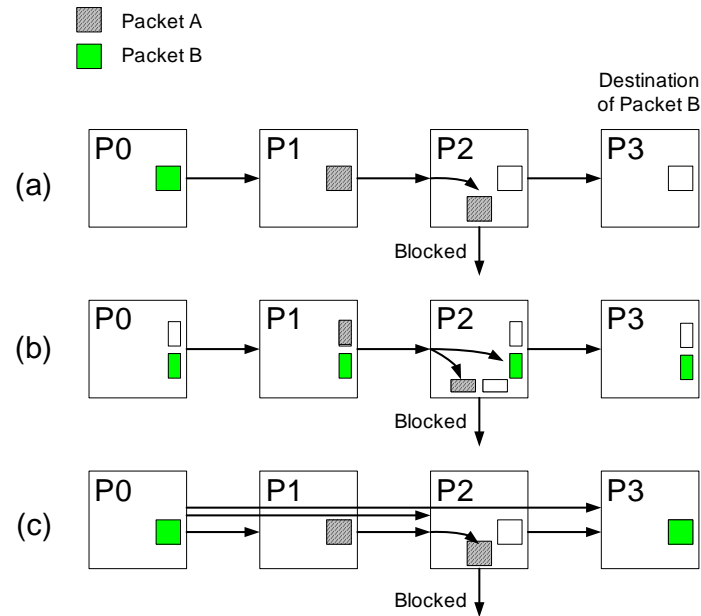 Packet A
Packet B
Destination
of Packet B
(a)
P0
P1
P2
P3
Blocked
(b)
P0
P1
P2
P3
Blocked
(c)
P0
P1
P2
P3
Blocked